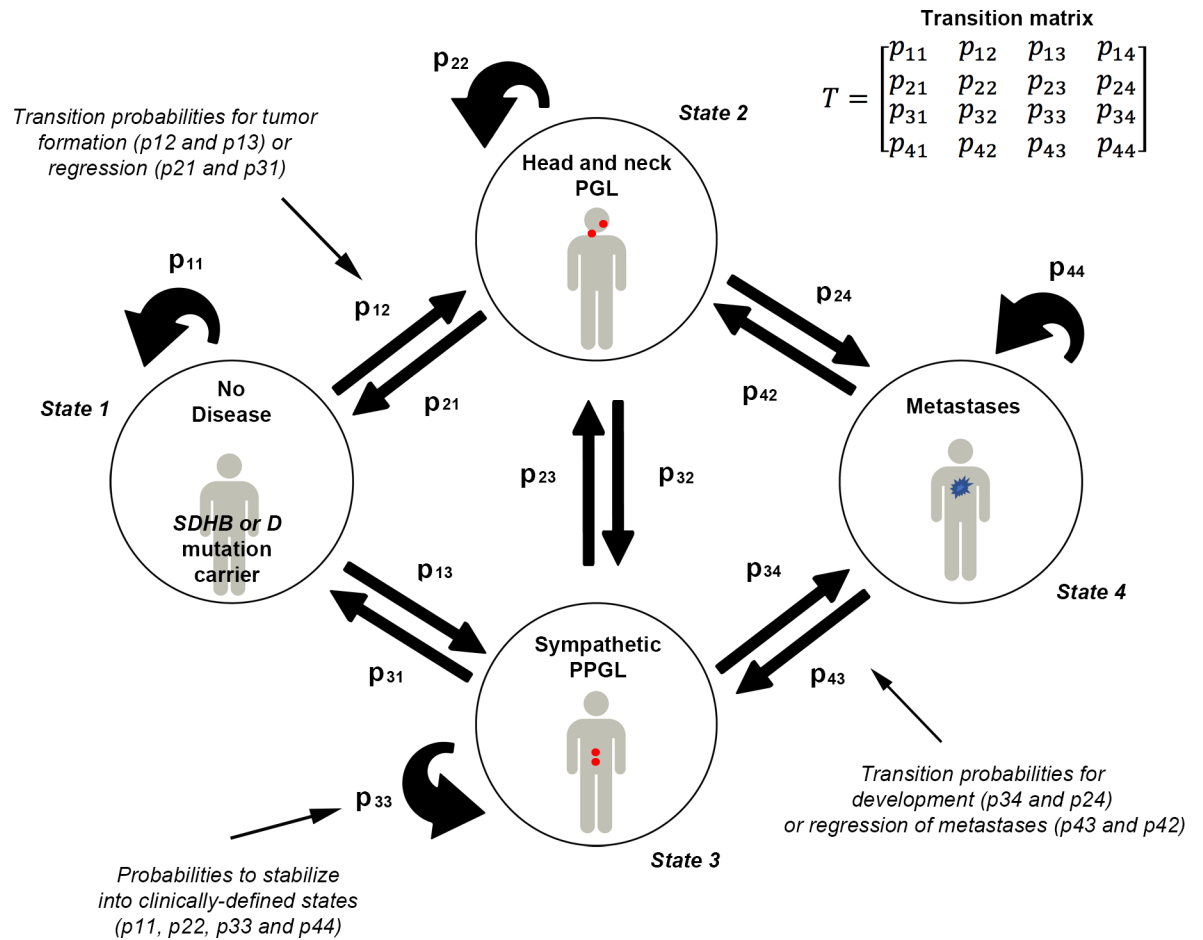 Transition matrix
T = [p11 p12 p13 p14
p21 p22 p23 p24
p31 p32 p33 p34
p41 p42 p43 p44]
p22
State 2
Transition probabilities for tumor
formation (p12 and p13) or
regression (p21 and p31)
Head and neck
PGL
p11
p12
p24
p44
State 1
No
Disease
p21
p42
Metastases
SDHB or D
mutation
carrier
p23
p32
p13
p34
State 4
p31
Sympathetic
PPGL
p43
p33
Transition probabilities for
development (p34 and p24)
or regression of metastases (p43 and p42)
State 3
Probabilities to stabilize
into clinically-defined states
(p11, p22, p33 and p44)